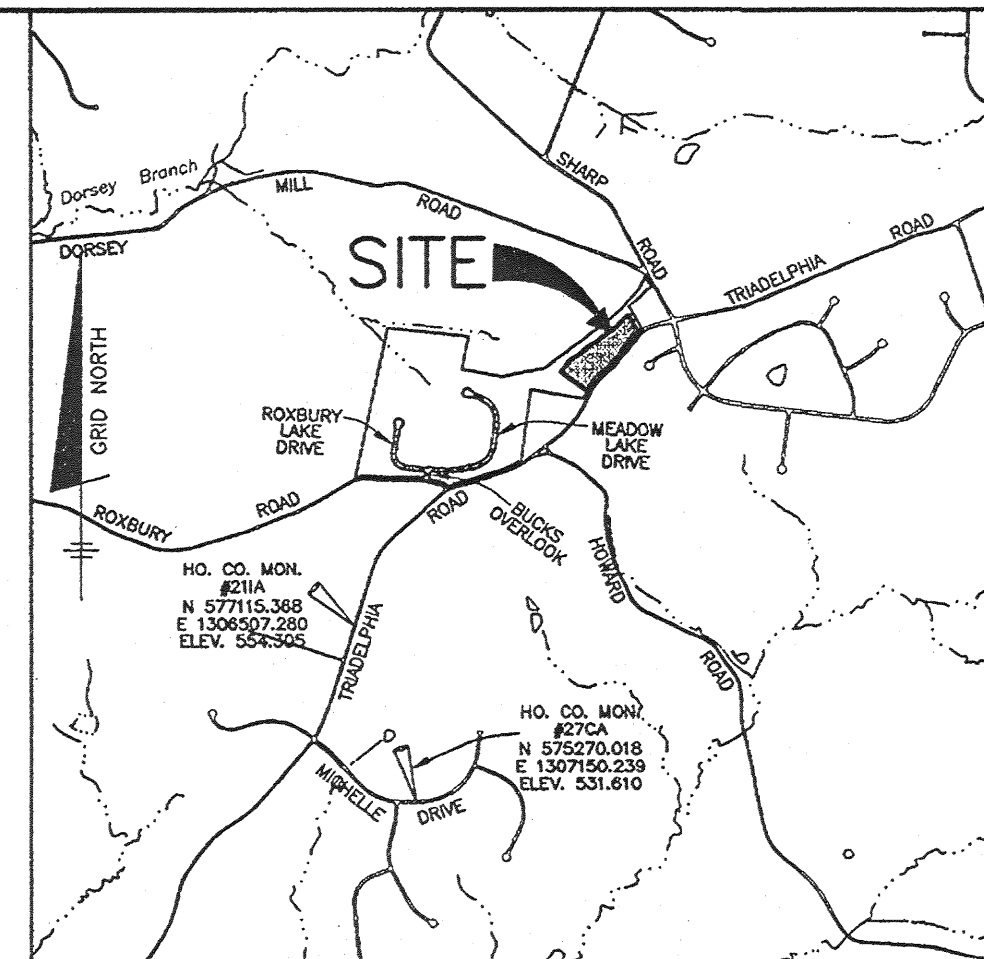 SHARP
ROAD
Dorsey Branch
MILL
ROAD
DORSEY
ROAD
TRIADELPHIA
SITE
GRID NORTH
ROXBURY
LAKE
DRIVE
MEADOW
LAKE
DRIVE
ROXBURY
ROAD
ROAD
BUCKS
OVERLOOK
HOWARD
ROAD
HO. CO. MON.
#21IA
N 577115.368
E 1306507.280
ELEV. 554.305
TRIADELPHIA
HO. CO. MON.
#27CA
N 575270.018
E 1307150.239
ELEV. 531.610
MICHELLE
DRIVE